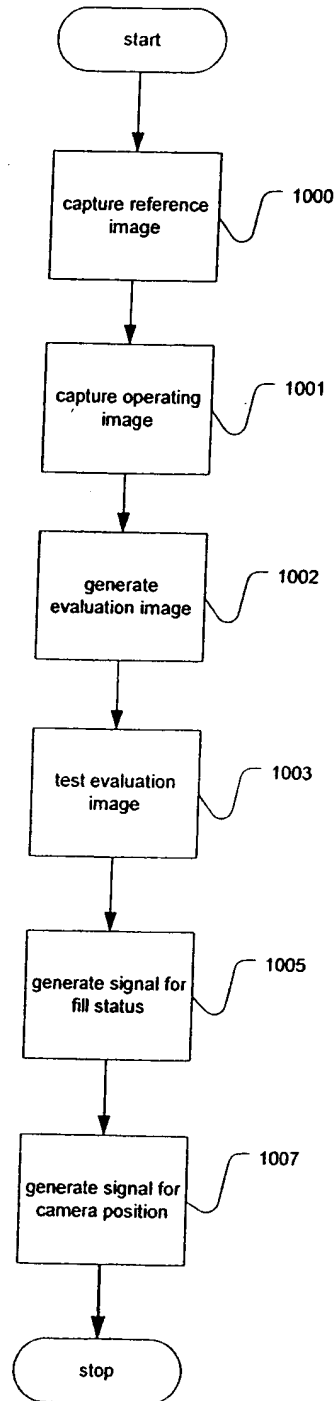 start
capture reference
image
1000
capture operating
image
1001
generate
evaluation image
1002
test evaluation
image
1003
generate signal for
fill status
1005
generate signal for
camera position
1007
stop